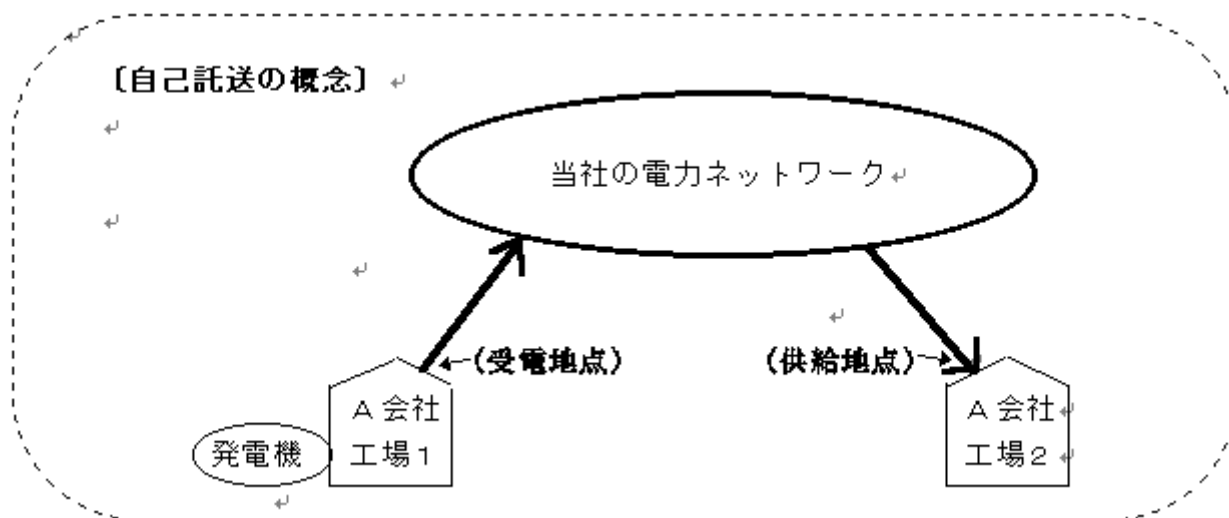 〔自己託送の概念〕
当社の電力ネットワーク
(受電地点)
(供給地点)
A会社
工場1
発電機
A会社
工場2